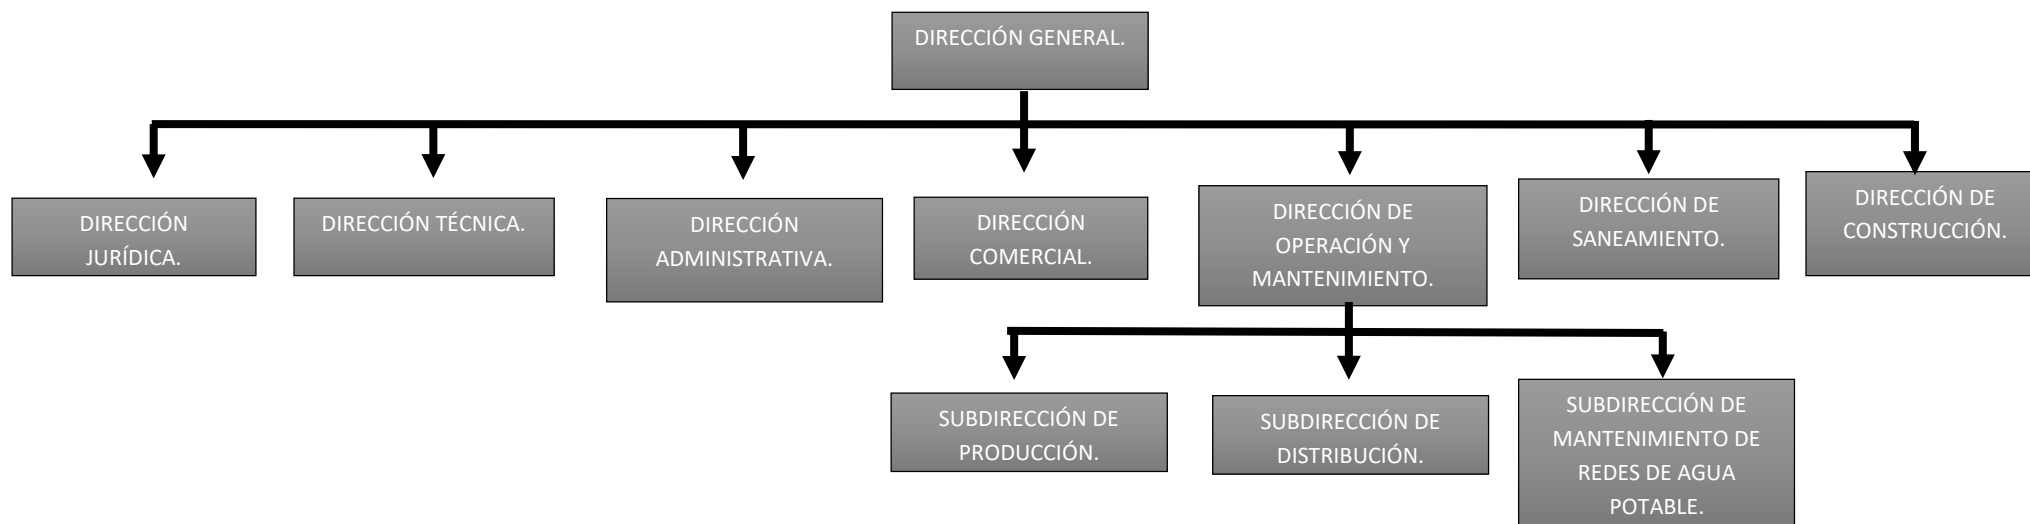 DIRECCIÓN GENERAL.
DIRECCIÓN
JURÍDICA.
DIRECCIÓN TÉCNICA.
DIRECCIÓN
ADMINISTRATIVA.
DIRECCIÓN
COMERCIAL.
DIRECCIÓN DE
OPERACIÓN Y
MANTENIMIENTO.
DIRECCIÓN DE
SANEAMIENTO.
DIRECCIÓN DE
CONSTRUCCIÓN.
SUBDIRECCIÓN DE
PRODUCCIÓN.
SUBDIRECCIÓN DE
DISTRIBUCIÓN.
SUBDIRECCIÓN DE
MANTENIMIENTO DE
REDES DE AGUA
POTABLE.